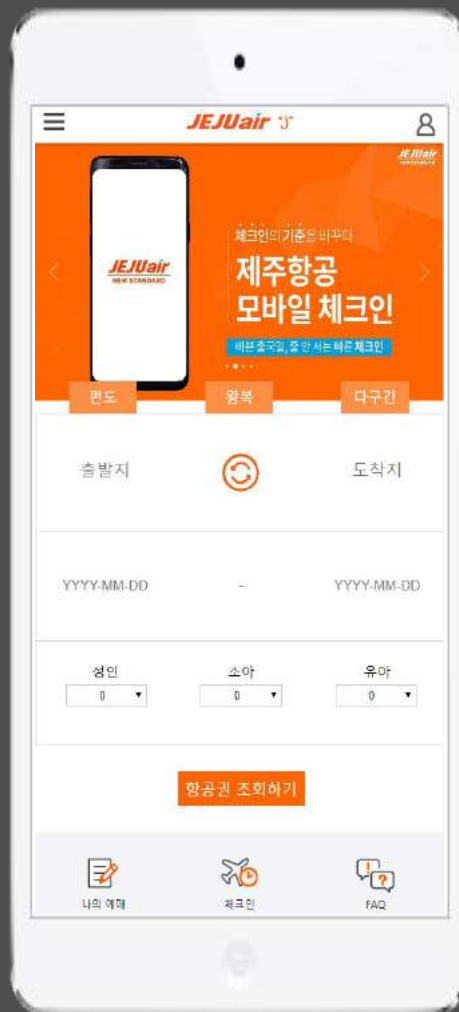 JEJUair
JEJUair
체크인의 기준을 바꾸다
제주항공
모바일 체크인
바쁜 출국일, 줄 안 서는 빠른 체크인
JEJUair
NEW STANDARD
편도 왕복 다구간
출발지 도착지
YYYY-MM-DD - YYYY-MM-DD
성인 소아 유아
0 0 0
항공권 조회하기
나의 예매 체크인 FAQ